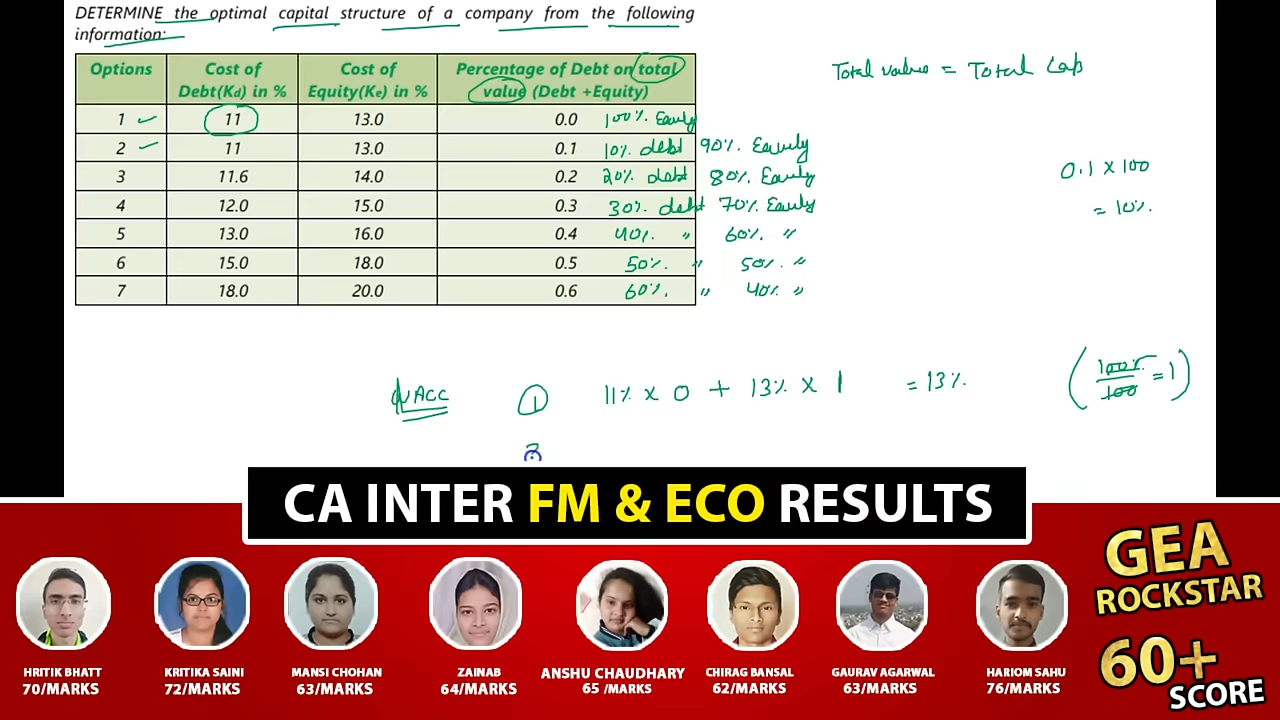 DETERMINE the optimal capital structure of a company from the following
information:
Total value = Total Cap
Options Cost of Debt(Kd) in % Cost of Equity(Ke) in % Percentage of Debt on total value (Debt +Equity)
1 11 13.0 0.0 100% Equity
2 11 13.0 0.1 10% debt 90% Equity
3 11.6 14.0 0.2 20% debt 80% Equity
0.1 x 100
4 12.0 15.0 0.3 30% debt 70% Equity
= 10%.
5 13.0 16.0 0.4 40% " 60% "
6 15.0 18.0 0.5 50% " 50% "
7 18.0 20.0 0.6 60% " 40% "
WACC 1 11% x 0 + 13% x 1 = 13% (100%/100 = 1)
CA INTER FM & ECO RESULTS
GEA
ROCKSTAR
60+
SCORE
HRITIK BHATT
70/MARKS
KRITIKA SAINI
72/MARKS
MANSI CHOHAN
63/MARKS
ZAINAB
64/MARKS
ANSHU CHAUDHARY
65 /MARKS
CHIRAG BANSAL
62/MARKS
GAURAV AGARWAL
63/MARKS
HARIOM SAHU
76/MARKS